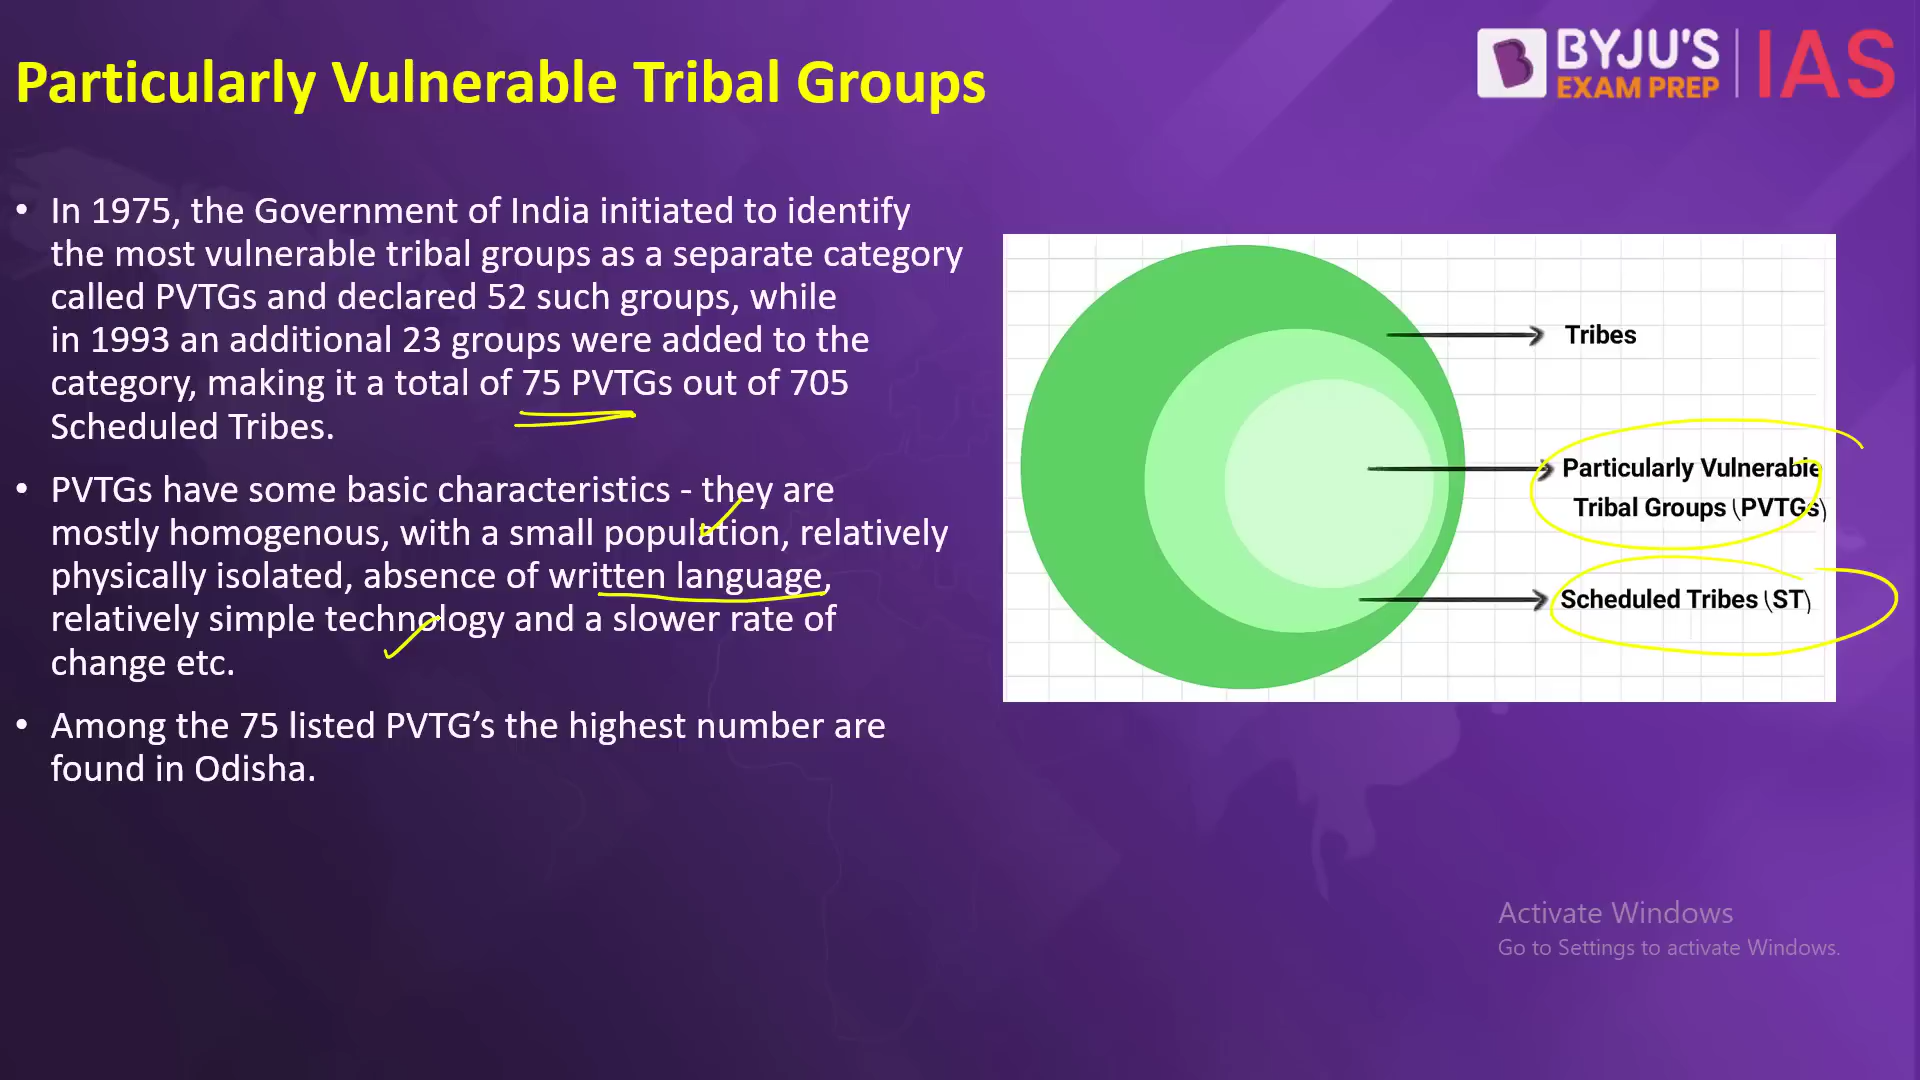 Particularly Vulnerable Tribal Groups
BYJU'S
EXAM PREP
IAS
• In 1975, the Government of India initiated to identify
the most vulnerable tribal groups as a separate category
called PVTGs and declared 52 such groups, while
in 1993 an additional 23 groups were added to the
category, making it a total of 75 PVTGs out of 705
Scheduled Tribes.
• PVTGs have some basic characteristics - they are
mostly homogenous, with a small population, relatively
physically isolated, absence of written language,
relatively simple technology and a slower rate of
change etc.
• Among the 75 listed PVTG’s the highest number are
found in Odisha.
Tribes
Particularly Vulnerable
Tribal Groups (PVTGs)
Scheduled Tribes (ST)
Activate Windows
Go to Settings to activate Windows.